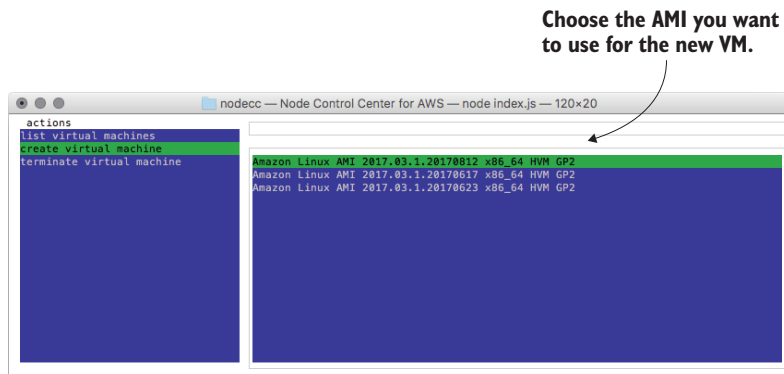 Choose the AMI you want
to use for the new VM.
nodecc — Node Control Center for AWS — node index.js — 120×20
actions
list virtual machines
create virtual machine
terminate virtual machine
Amazon Linux AMI 2017.03.1.20170812 x86_64 HVM GP2
Amazon Linux AMI 2017.03.1.20170617 x86_64 HVM GP2
Amazon Linux AMI 2017.03.1.20170623 x86_64 HVM GP2